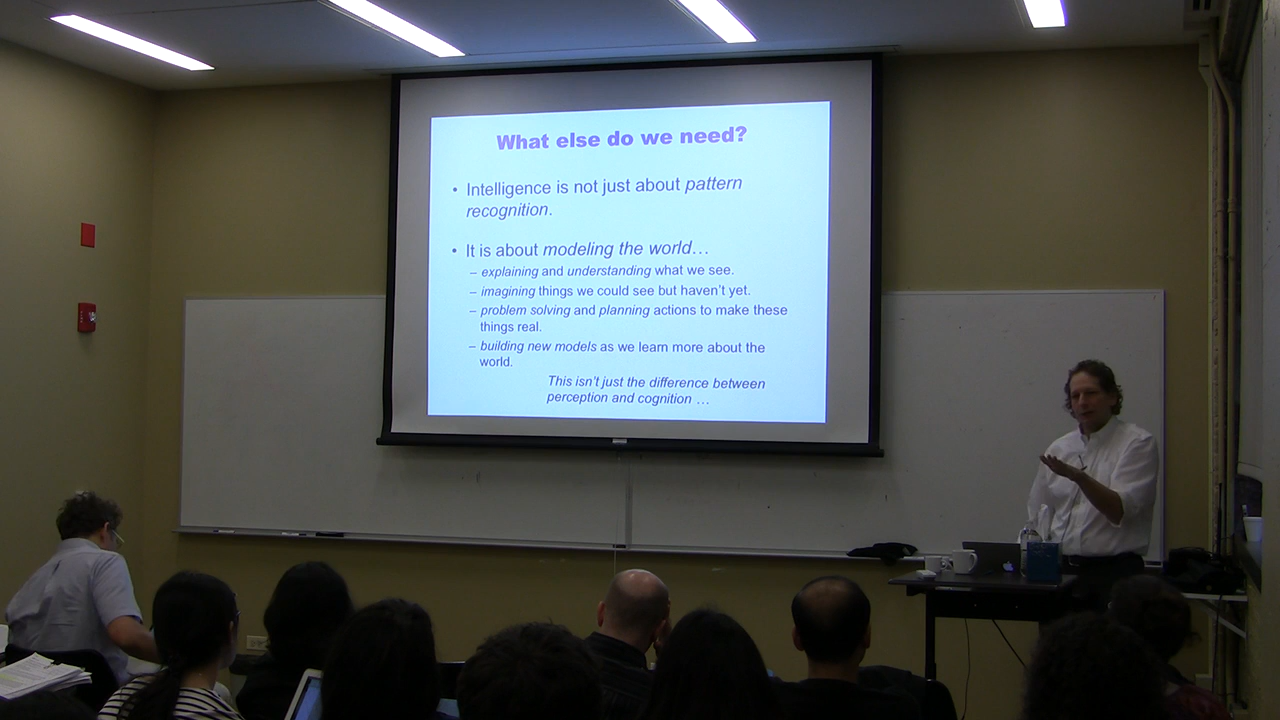 What else do we need?
• Intelligence is not just about pattern
recognition.
• It is about modeling the world…
– explaining and understanding what we see.
– imagining things we could see but haven't yet.
– problem solving and planning actions to make these
things real.
– building new models as we learn more about the
world.
This isn't just the difference between
perception and cognition …